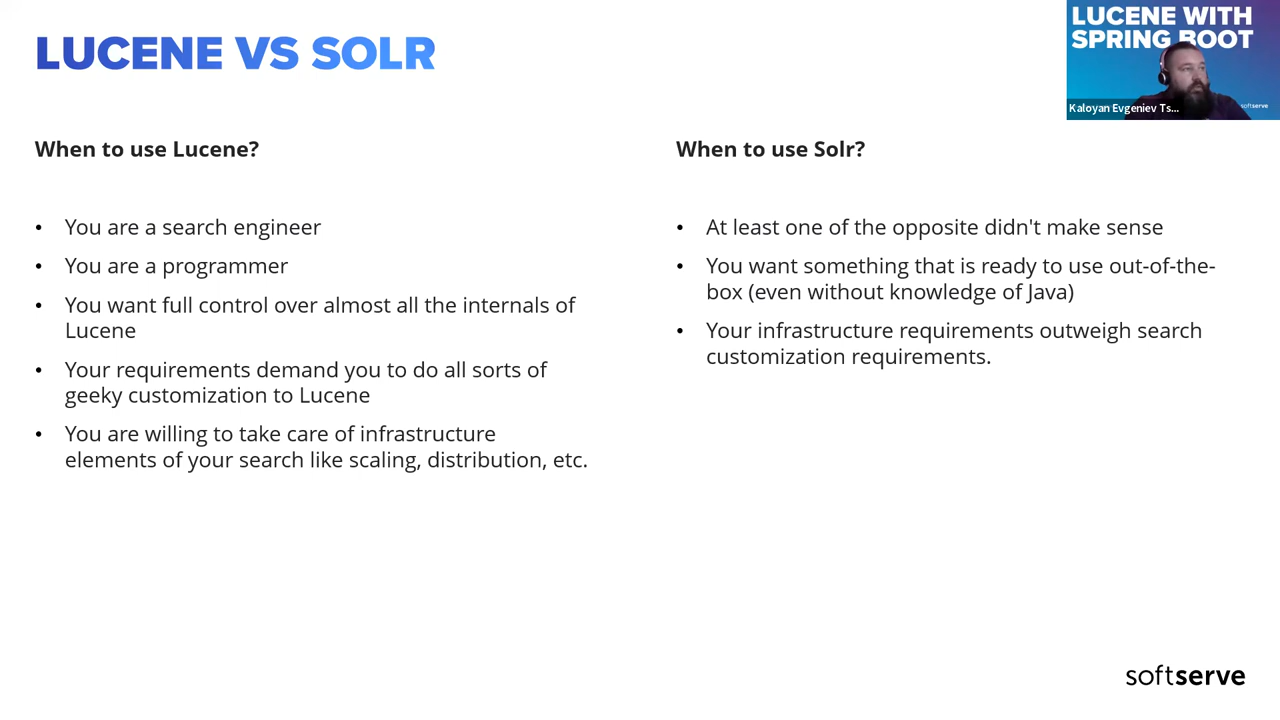 LUCENE VS SOLR
LUCENE WITH
SPRING BOOT
Kaloyan Evgeniev Ts...
softserve
When to use Lucene?
• You are a search engineer
• You are a programmer
• You want full control over almost all the internals of
Lucene
• Your requirements demand you to do all sorts of
geeky customization to Lucene
• You are willing to take care of infrastructure
elements of your search like scaling, distribution, etc.
When to use Solr?
• At least one of the opposite didn't make sense
• You want something that is ready to use out-of-the-
box (even without knowledge of Java)
• Your infrastructure requirements outweigh search
customization requirements.
softserve